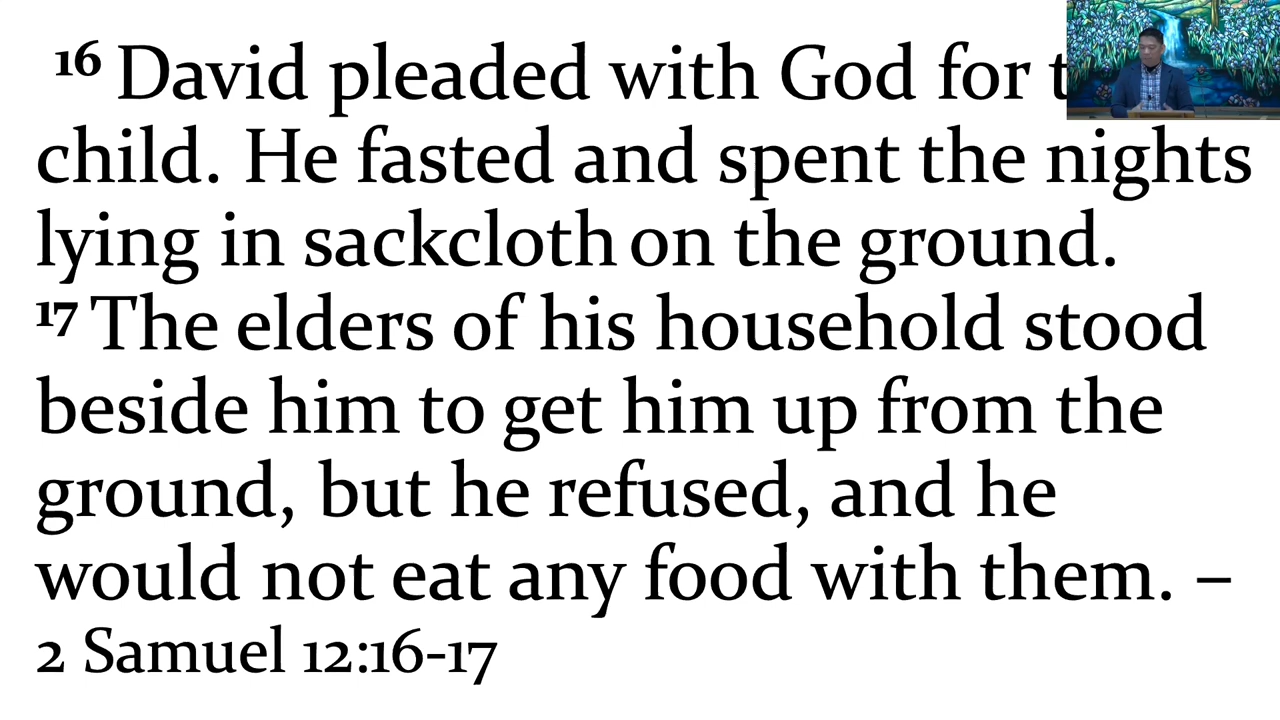 16 David pleaded with God for
child. He fasted and spent the nights
lying in sackcloth on the ground.
17 The elders of his household stood
beside him to get him up from the
ground, but he refused, and he
would not eat any food with them. –
2 Samuel 12:16-17